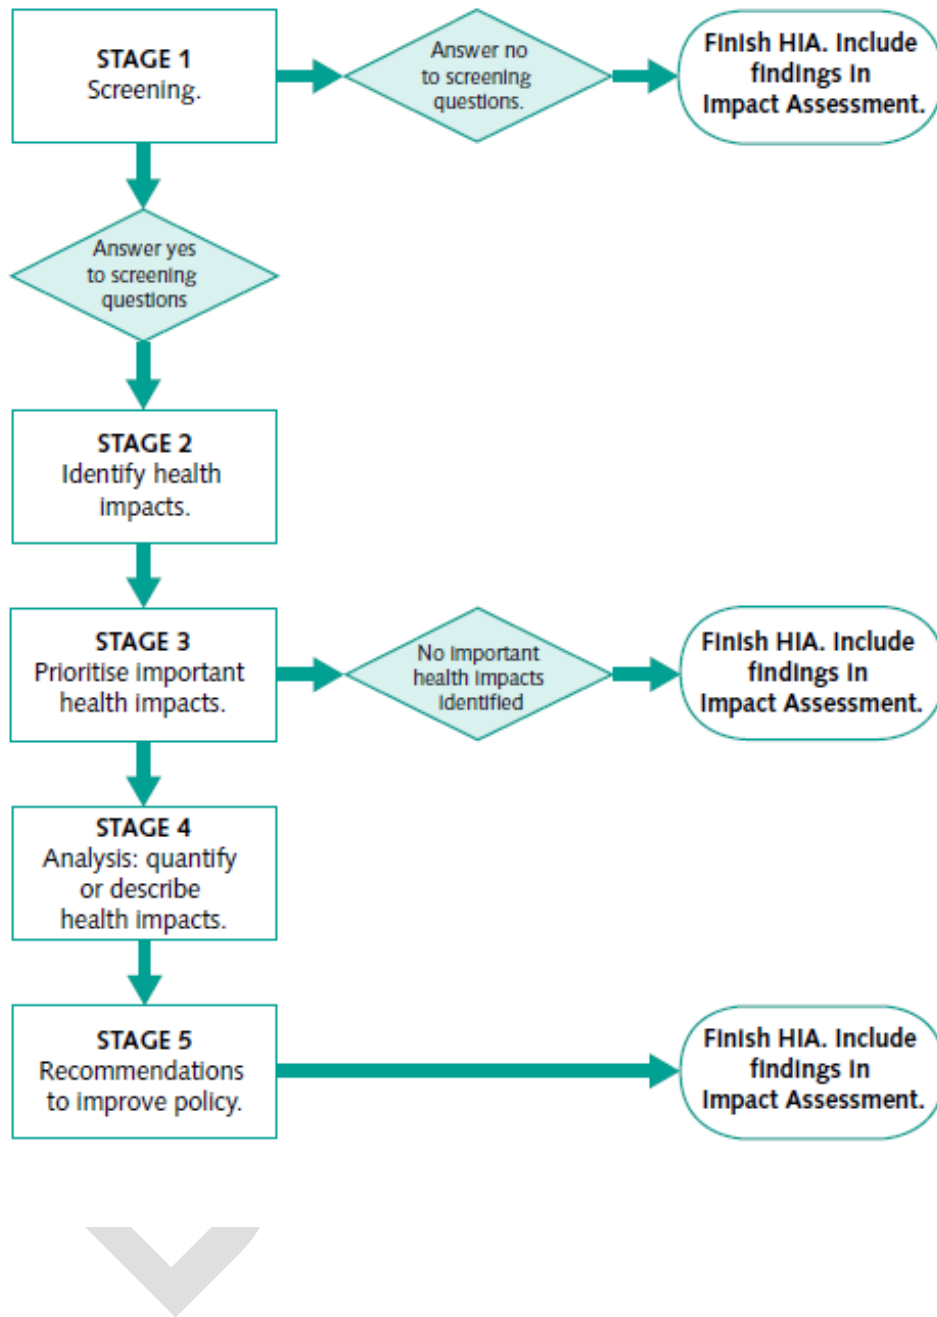 STAGE 1
Screening.
Answer no
to screening
questions.
Finish HIA. Include
findings in
Impact Assessment.
Answer yes
to screening
questions
STAGE 2
Identify health
impacts.
STAGE 3
Prioritise important
health impacts.
No important
health impacts
identified
Finish HIA. Include
findings in
Impact Assessment.
STAGE 4
Analysis: quantify
or describe
health impacts.
STAGE 5
Recommendations
to improve policy.
Finish HIA. Include
findings in
Impact Assessment.